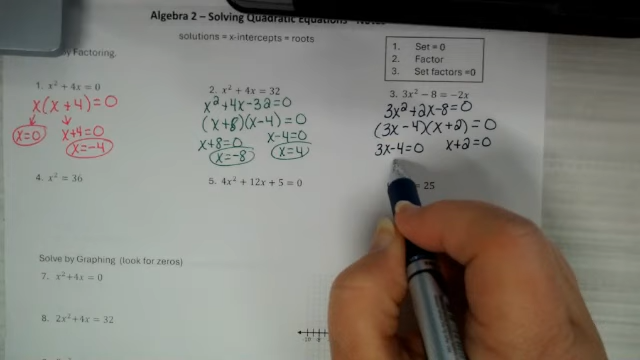 Algebra 2 – Solving Quadratic Equations Notes
solutions = x-intercepts = roots
by Factoring.
1. Set = 0
2. Factor
3. Set factors =0
1. x² + 4x = 0
x(x+4)=0
x=0
x+4=0
x=-4
2. x² + 4x = 32
x²+4x-32=0
(x+8)(x-4)=0
x+8=0
x-4=0
x=-8
x=4
3. 3x² − 8 = −2x
3x²+2x-8=0
(3x-4)(x+2)=0
3x-4=0
x+2=0
4. x² = 36
5. 4x² + 12x + 5 = 0
= 25
Solve by Graphing (look for zeros)
7. x²+4x = 0
8. 2x² + 4x = 32